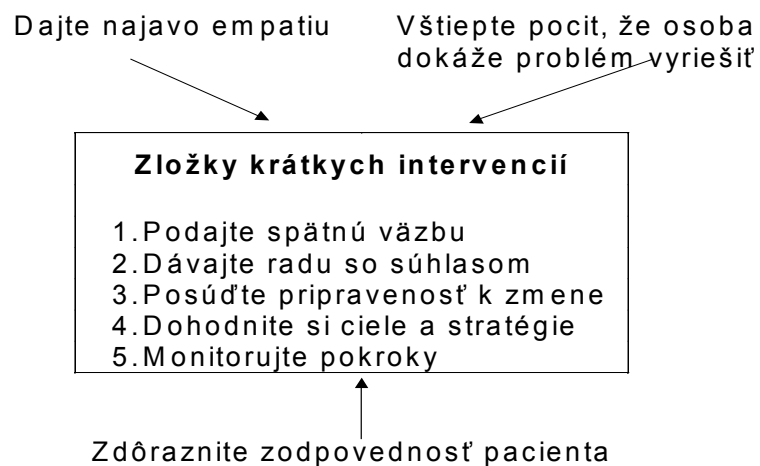 Dajte najavo empatiu
Vštiepte pocit, že osoba
dokáže problém vyriešiť
Zložky krátkych intervencií
1.Podajte spätnú väzbu
2.Dávajte radu so súhlasom
3.Posúďte pripravenosť k zmene
4.Dohodnite si ciele a stratégie
5.Monitorujte pokroky
Zdôraznite zodpovednosť pacienta